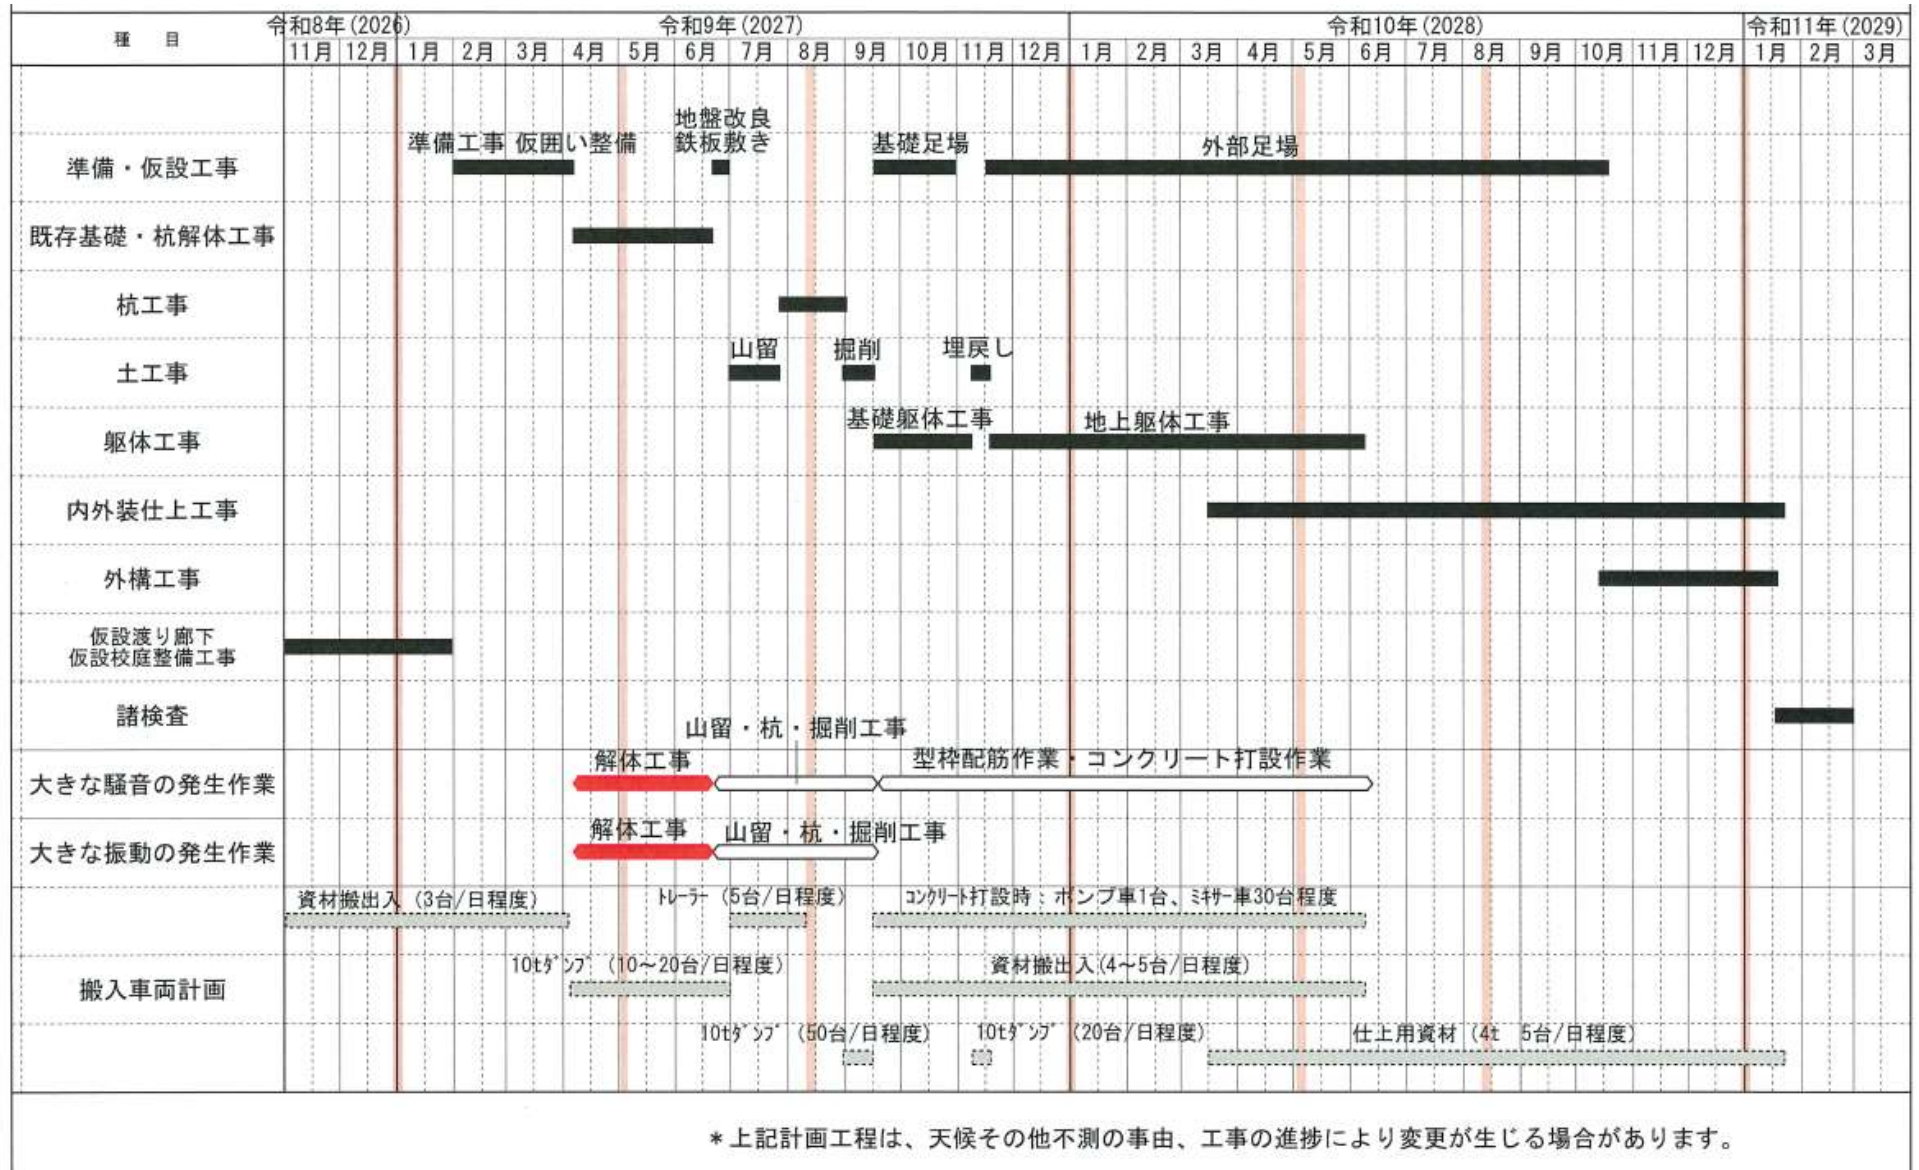 種 目
令和8年(2026)
令和9年(2027)
令和10年(2028)
令和11年(2029)
11月 12月 1月 2月 3月 4月 5月 6月 7月 8月 9月 10月 11月 12月 1月 2月 3月 4月 5月 6月 7月 8月 9月 10月 11月 12月 1月 2月 3月
準備・仮設工事
準備工事 仮囲い整備
地盤改良
鉄板敷き
基礎足場
外部足場
既存基礎・杭解体工事
杭工事
土工事
山留
掘削
埋戻し
躯体工事
基礎躯体工事
地上躯体工事
内外装仕上工事
外構工事
仮設渡り廊下
仮設校庭整備工事
諸検査
大きな騒音の発生作業
解体工事
山留・杭・掘削工事
型枠配筋作業・コンクリート打設作業
大きな振動の発生作業
解体工事
山留・杭・掘削工事
搬入車両計画
資材搬出入(3台/日程度)
ﾄﾚｰﾗｰ(5台/日程度)
ｺﾝｸﾘｰﾄ打設時:ポンプ車1台、ﾐｷｻｰ車30台程度
10tﾀﾞﾝﾌﾟ(10～20台/日程度)
資材搬出入(4～5台/日程度)
10tﾀﾞﾝﾌﾟ(50台/日程度)
10tﾀﾞﾝﾌﾟ(20台/日程度)
仕上用資材(4t 5台/日程度)
*上記計画工程は、天候その他不測の事由、工事の進捗により変更が生じる場合があります。